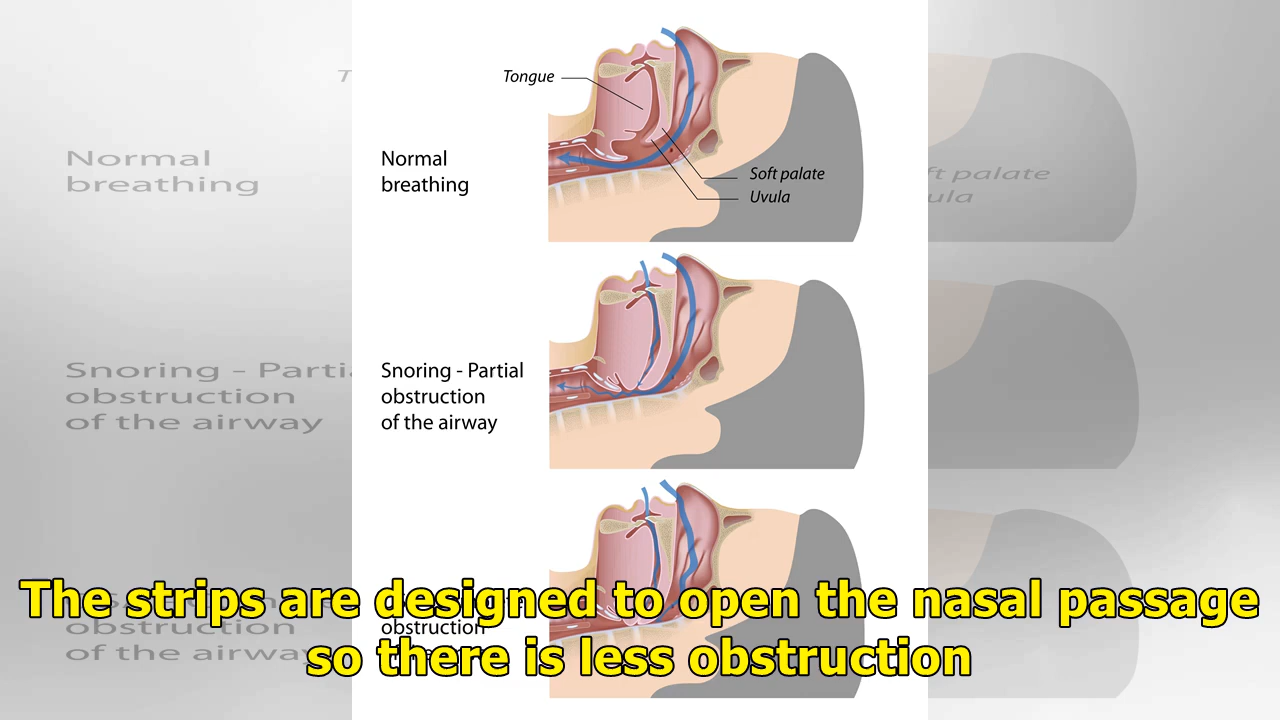 Tongue
Normal
breathing
Soft palate
Uvula
Snoring - Partial
obstruction
of the airway
obstruction
The strips are designed to open the nasal passage
so there is less obstruction
Normal
breathing
ft palate
ula
Snoring - Partia
obstruction
of the airway
obstruction
of the airway